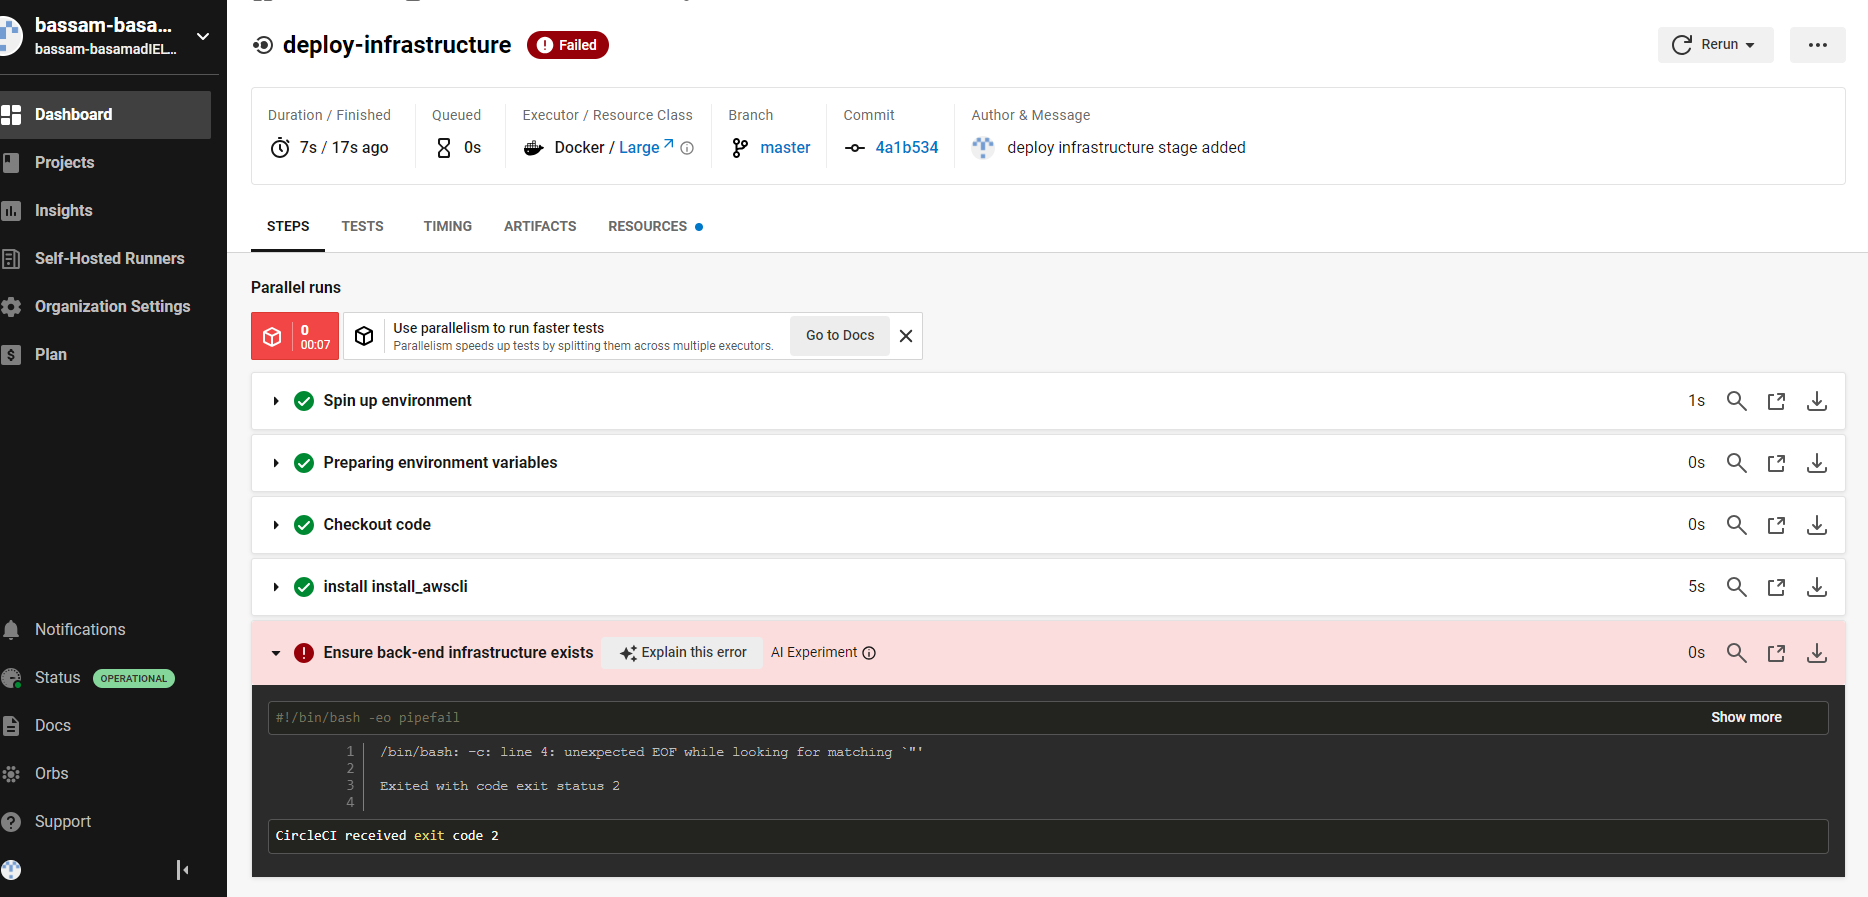 bassam-basa...
bassam-basamadIEL...
Dashboard
Projects
Insights
Self-Hosted Runners
Organization Settings
Plan
Notifications
Status OPERATIONAL
Docs
Orbs
Support
deploy-infrastructure Failed
Rerun
Duration / Finished
7s / 17s ago
Queued
0s
Executor / Resource Class
Docker / Large
Branch
master
Commit
4a1b534
Author & Message
deploy infrastructure stage added
STEPS TESTS TIMING ARTIFACTS RESOURCES
Parallel runs
0
00:07
Use parallelism to run faster tests
Parallelism speeds up tests by splitting them across multiple executors.
Go to Docs
Spin up environment 1s
Preparing environment variables 0s
Checkout code 0s
install install_awscli 5s
Ensure back-end infrastructure exists Explain this error AI Experiment 0s
#!/bin/bash -eo pipefail Show more
1 /bin/bash: -c: line 4: unexpected EOF while looking for matching `"'
2
3 Exited with code exit status 2
4
CircleCI received exit code 2